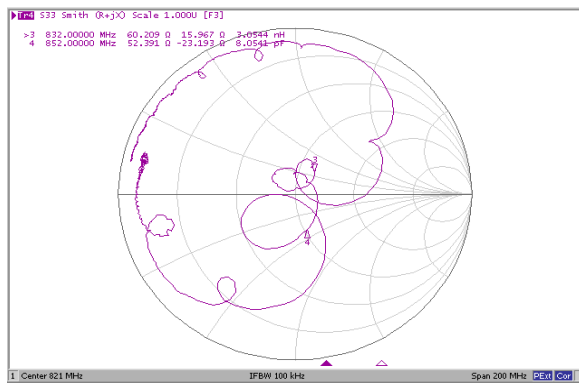 Tr4 S33 Smith (R+jX) Scale 1.000U [F3]
>3 832.00000 MHz 60.209 Ω 15.967 Ω 3.0544 nH
4 852.00000 MHz 52.391 Ω -23.193 Ω 8.0541 pF
3
4
1 Center 821 MHz IFBW 100 kHz Span 200 MHz PExt Cor